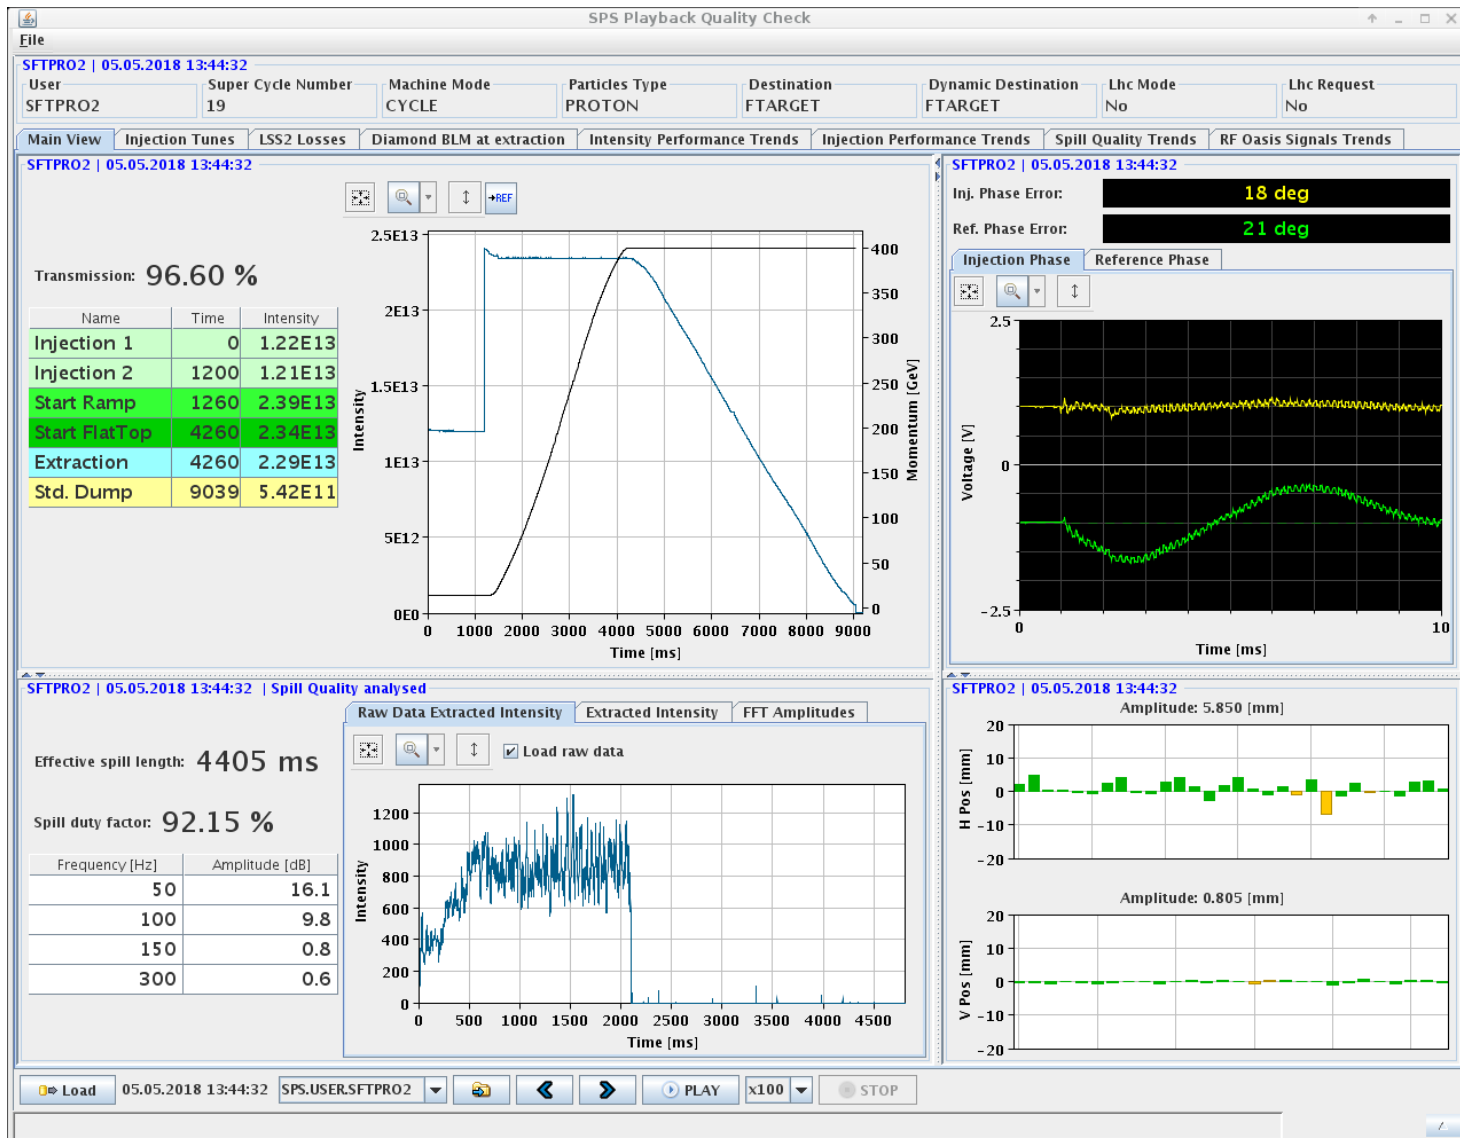 SPS Playback Quality Check
File
SFTPRO2 | 05.05.2018 13:44:32
User Super Cycle Number Machine Mode Particles Type Destination Dynamic Destination Lhc Mode Lhc Request
SFTPRO2 19 CYCLE PROTON FTARGET FTARGET No No
Main View Injection Tunes LSS2 Losses Diamond BLM at extraction Intensity Performance Trends Injection Performance Trends Spill Quality Trends RF Oasis Signals Trends
SFTPRO2 | 05.05.2018 13:44:32
→REF
Transmission: 96.60 %
Name Time Intensity
Injection 1 0 1.22E13
Injection 2 1200 1.21E13
Start Ramp 1260 2.39E13
Start FlatTop 4260 2.34E13
Extraction 4260 2.29E13
Std. Dump 9039 5.42E11
Intensity
2.5E13
2E13
1.5E13
1E13
5E12
0E0
400
350
300
250
200
150
100
50
0
Momentum [GeV]
0 1000 2000 3000 4000 5000 6000 7000 8000 9000
Time [ms]
SFTPRO2 | 05.05.2018 13:44:32
Inj. Phase Error: 18 deg
Ref. Phase Error: 21 deg
Injection Phase Reference Phase
Voltage [V]
2.5
0
-2.5
0 10
Time [ms]
SFTPRO2 | 05.05.2018 13:44:32 | Spill Quality analysed
Effective spill length: 4405 ms
Spill duty factor: 92.15 %
Frequency [Hz] Amplitude [dB]
50 16.1
100 9.8
150 0.8
300 0.6
Raw Data Extracted Intensity Extracted Intensity FFT Amplitudes
Load raw data
Intensity
1200
1000
800
600
400
200
0
0 500 1000 1500 2000 2500 3000 3500 4000 4500
Time [ms]
SFTPRO2 | 05.05.2018 13:44:32
Amplitude: 5.850 [mm]
H Pos [mm]
20
10
0
-10
-20
Amplitude: 0.805 [mm]
V Pos [mm]
20
10
0
-10
-20
Load 05.05.2018 13:44:32 SPS.USER.SFTPRO2 PLAY x100 STOP